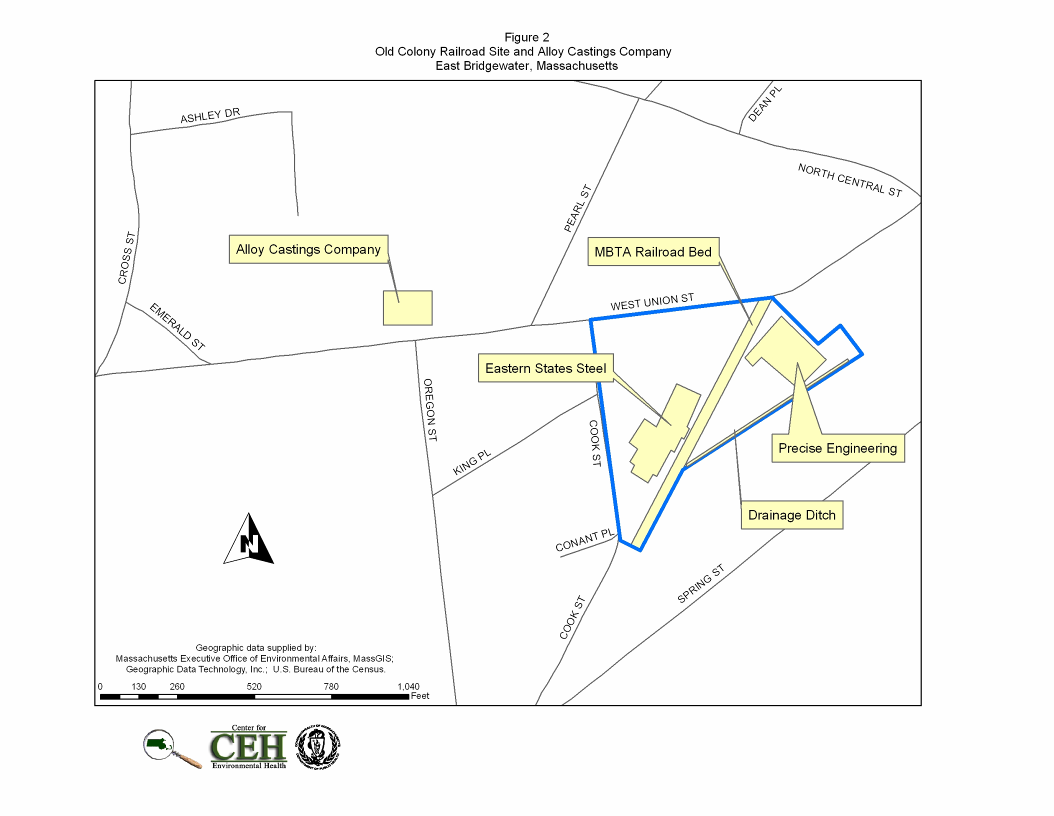 Figure 2
Old Colony Railroad Site and Alloy Castings Company
East Bridgewater, Massachusetts
ASHLEY DR
DEAN PL
NORTH CENTRAL ST
PEARL ST
CROSS ST
Alloy Castings Company
MBTA Railroad Bed
WEST UNION ST
EMERALD ST
Eastern States Steel
OREGON ST
COOK ST
KING PL
Precise Engineering
Drainage Ditch
CONANT PL
SPRING ST
COOK ST
N
Geographic data supplied by:
Massachusetts Executive Office of Environmental Affairs, MassGIS;
Geographic Data Technology, Inc.; U.S. Bureau of the Census.
0 130 260 520 780 1,040
Feet
Center for
CEH
Environmental Health